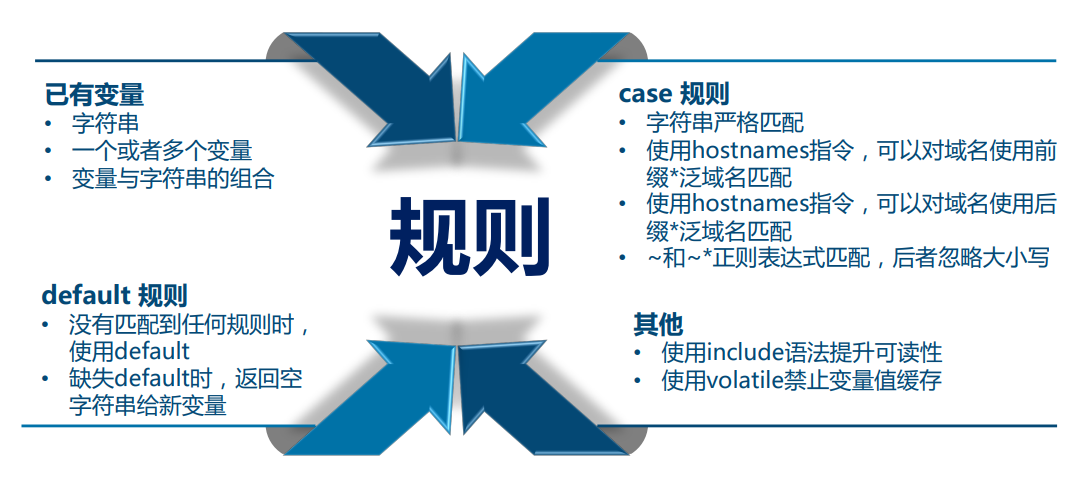 已有变量
• 字符串
• 一个或者多个变量
• 变量与字符串的组合
case 规则
• 字符串严格匹配
• 使用hostnames指令，可以对域名使用前
缀*泛域名匹配
• 使用hostnames指令，可以对域名使用后
缀*泛域名匹配
• ~和~*正则表达式匹配，后者忽略大小写
规则
default 规则
• 没有匹配到任何规则时，
使用default
• 缺失default时，返回空
字符串给新变量
其他
• 使用include语法提升可读性
• 使用volatile禁止变量值缓存